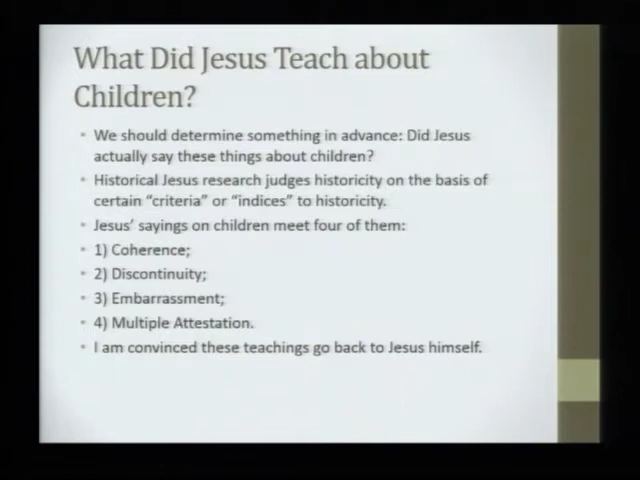 What Did Jesus Teach about
Children?
• We should determine something in advance: Did Jesus
actually say these things about children?
• Historical Jesus research judges historicity on the basis of
certain “criteria” or “indices” to historicity.
• Jesus’ sayings on children meet four of them:
• 1) Coherence;
• 2) Discontinuity;
• 3) Embarrassment;
• 4) Multiple Attestation.
• I am convinced these teachings go back to Jesus himself.